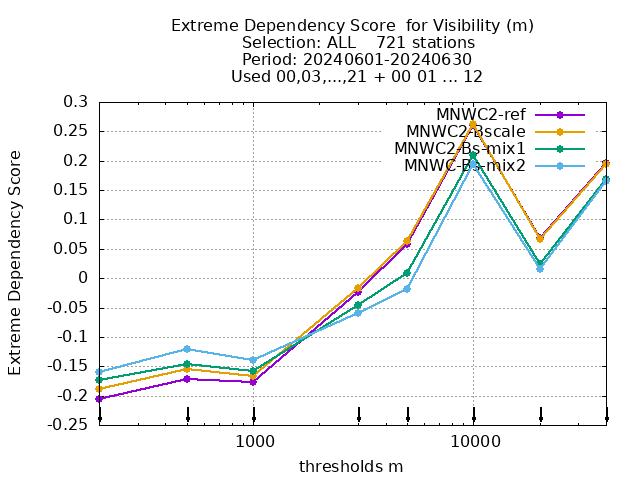 Extreme Dependency Score  for Visibility (m)
Selection: ALL    721 stations
Period: 20240601-20240630
Used 00,03,...,21 + 00 01 ... 12
MNWC2-ref
MNWC2-Bscale
MNWC2-Bs-mix1
MNWC-Bs-mix2
Extreme Dependency Score
0.3
0.25
0.2
0.15
0.1
0.05
0
-0.05
-0.1
-0.15
-0.2
-0.25
1000 10000
thresholds m